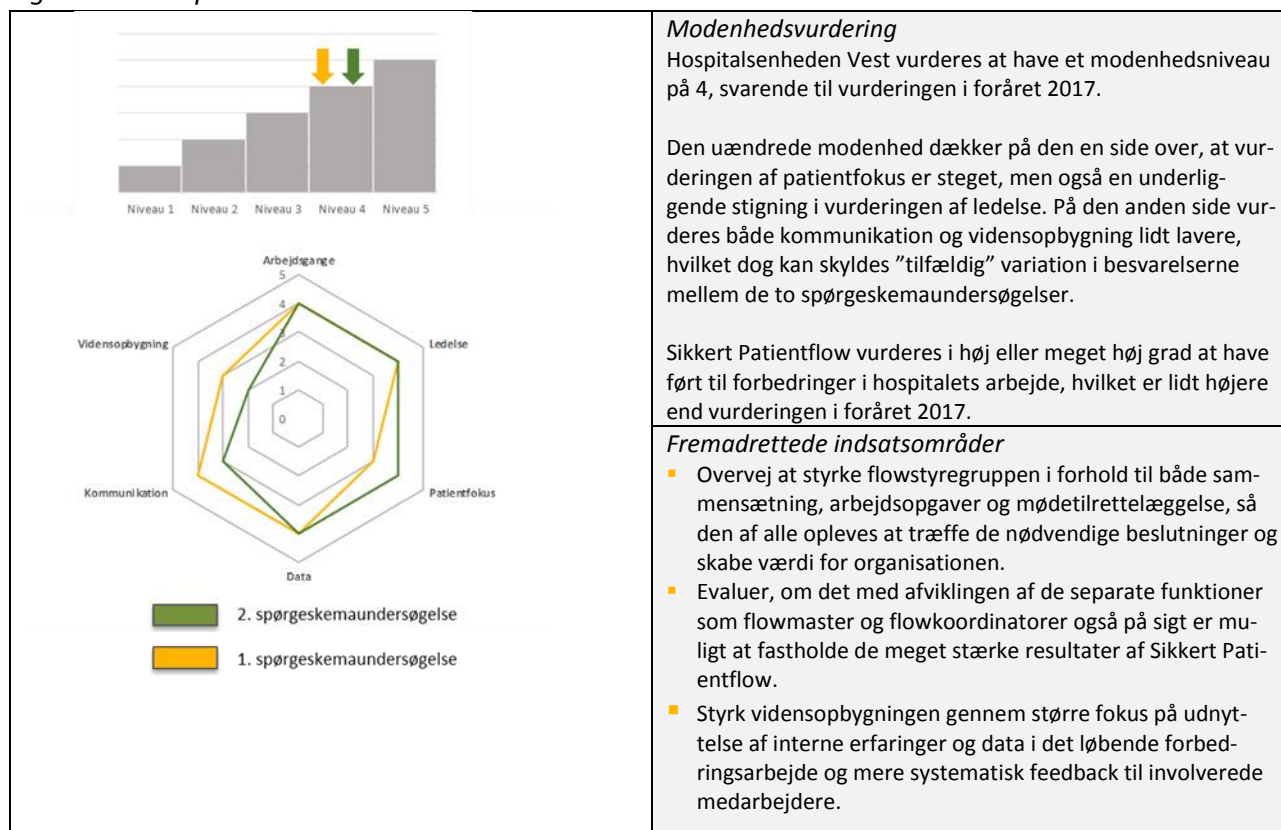 Niveau 1 Niveau 2 Niveau 3 Niveau 4 Niveau 5
Arbejdsgange
5
4
3
2
1
0
Vidensopbygning
Ledelse
Kommunikation
Patientfokus
Data
2. spørgeskemaundersøgelse
1. spørgeskemaundersøgelse
Modenhedsvurdering
Hospitalsenheden Vest vurderes at have et modenhedsniveau
på 4, svarende til vurderingen i foråret 2017.
Den uændrede modenhed dækker på den en side over, at vur-
deringen af patientfokus er steget, men også en underlig-
gende stigning i vurderingen af ledelse. På den anden side vur-
deres både kommunikation og vidensopbygning lidt lavere,
hvilket dog kan skyldes ”tilfældig” variation i besvarelserne
mellem de to spørgeskemaundersøgelser.
Sikkert Patientflow vurderes i høj eller meget høj grad at have
ført til forbedringer i hospitalets arbejde, hvilket er lidt højere
end vurderingen i foråret 2017.
Fremadrettede indsatsområder
▪ Overvej at styrke flowstyregruppen i forhold til både sam-
mensætning, arbejdsopgaver og mødetilrettelæggelse, så
den af alle opleves at træffe de nødvendige beslutninger og
skabe værdi for organisationen.
▪ Evaluer, om det med afviklingen af de separate funktioner
som flowmaster og flowkoordinatorer også på sigt er mu-
ligt at fastholde de meget stærke resultater af Sikkert Pati-
entflow.
▪ Styrk vidensopbygningen gennem større fokus på udnyt-
telse af interne erfaringer og data i det løbende forbed-
ringsarbejde og mere systematisk feedback til involverede
medarbejdere.